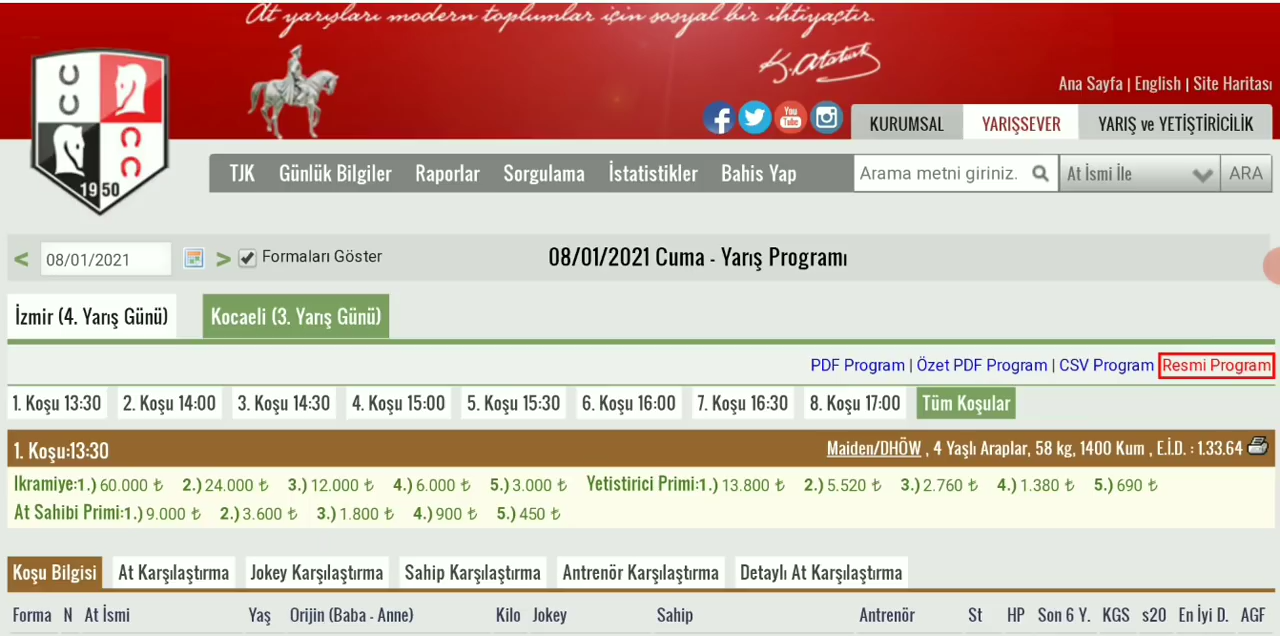 At yarışları modern toplumlar için sosyal bir ihtiyaçtır.
K. Atatürk
Ana Sayfa | English | Site Haritası
KURUMSAL YARIŞSEVER YARIŞ ve YETİŞTİRİCİLİK
1950
TJK Günlük Bilgiler Raporlar Sorgulama İstatistikler Bahis Yap Arama metni giriniz. At İsmi İle ARA
< 08/01/2021 > Formaları Göster 08/01/2021 Cuma - Yarış Programı
İzmir (4. Yarış Günü) Kocaeli (3. Yarış Günü)
PDF Program | Özet PDF Program | CSV Program Resmi Program
1. Koşu 13:30 2. Koşu 14:00 3. Koşu 14:30 4. Koşu 15:00 5. Koşu 15:30 6. Koşu 16:00 7. Koşu 16:30 8. Koşu 17:00 Tüm Koşular
1. Koşu:13:30 Maiden/DHÖW , 4 Yaşlı Araplar, 58 kg, 1400 Kum , E.İ.D. : 1.33.64
Ikramiye:1.) 60.000 ₺ 2.) 24.000 ₺ 3.) 12.000 ₺ 4.) 6.000 ₺ 5.) 3.000 ₺ Yetistirici Primi:1.) 13.800 ₺ 2.) 5.520 ₺ 3.) 2.760 ₺ 4.) 1.380 ₺ 5.) 690 ₺
At Sahibi Primi:1.) 9.000 ₺ 2.) 3.600 ₺ 3.) 1.800 ₺ 4.) 900 ₺ 5.) 450 ₺
Koşu Bilgisi At Karşılaştırma Jokey Karşılaştırma Sahip Karşılaştırma Antrenör Karşılaştırma Detaylı At Karşılaştırma
Forma N At İsmi Yaş Orijin (Baba - Anne) Kilo Jokey Sahip Antrenör St HP Son 6 Y. KGS s20 En İyi D. AGF